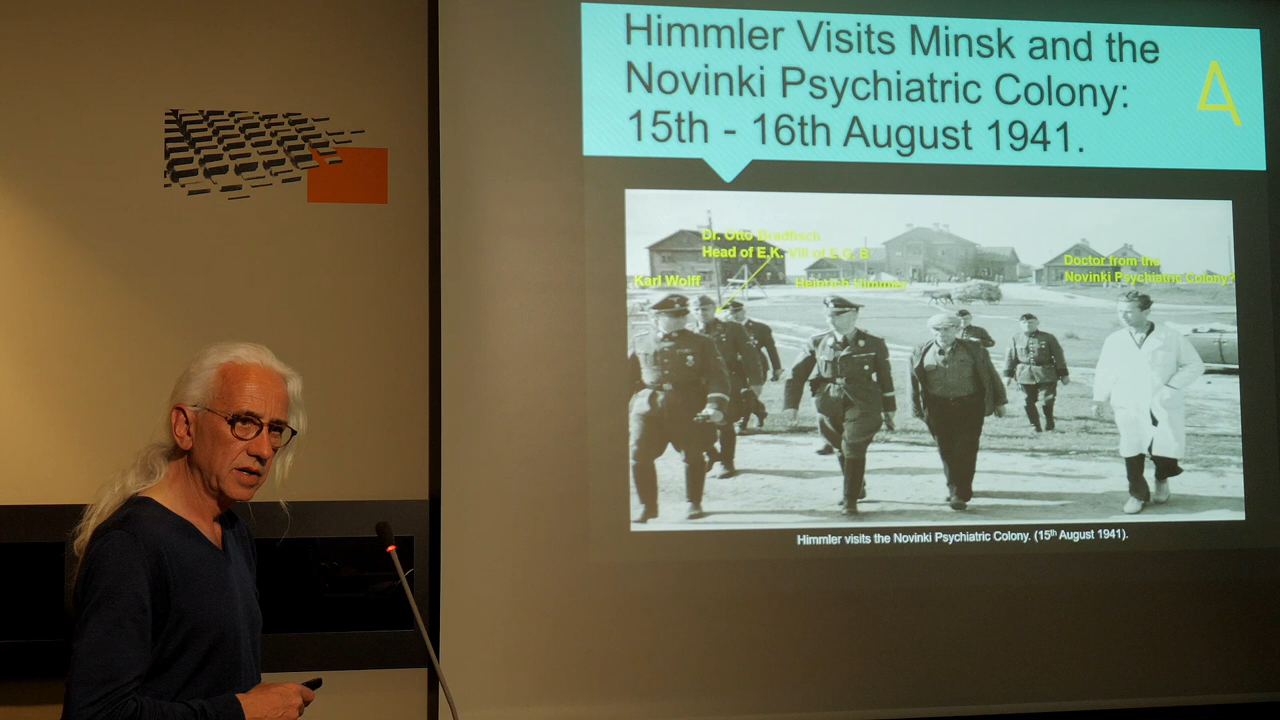 Himmler Visits Minsk and the
Novinki Psychiatric Colony:
15th - 16th August 1941.
Dr. Otto Bradfisch
Head of E.K. VIII of E.G. B
Karl Wolff
Heinrich Himmler
Doctor from the
Novinki Psychiatric Colony?
Himmler visits the Novinki Psychiatric Colony. (15th August 1941).